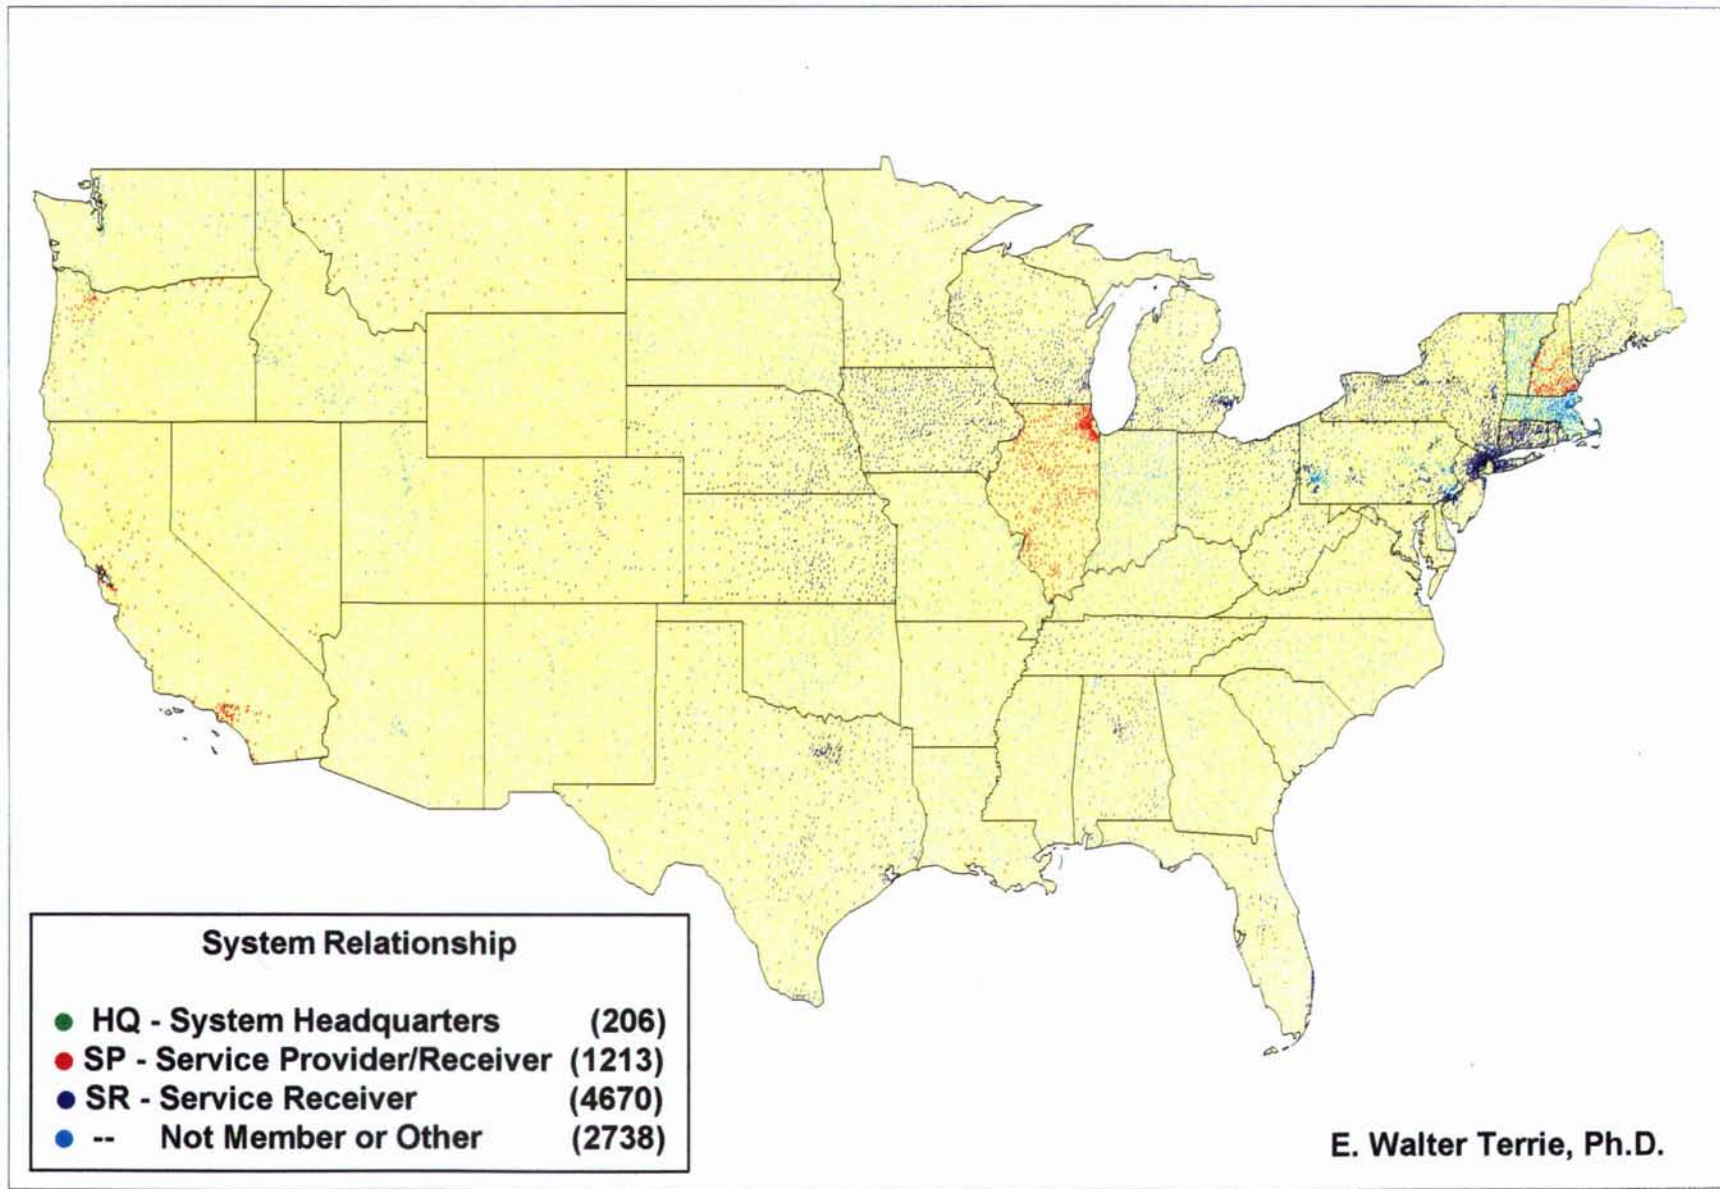 System Relationship
HQ - System Headquarters (206)
SP - Service Provider/Receiver (1213)
SR - Service Receiver (4670)
-- Not Member or Other (2738)
E. Walter Terrie, Ph.D.